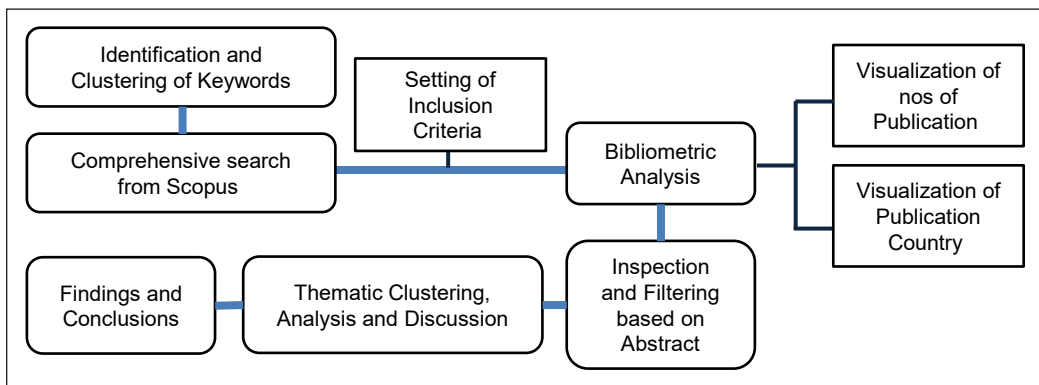 Identification and
Clustering of Keywords
Setting of
Inclusion
Criteria
Visualization of
nos of
Publication
Comprehensive search
from Scopus
Bibliometric
Analysis
Visualization of
Publication
Country
Findings and
Conclusions
Thematic Clustering,
Analysis and Discussion
Inspection
and Filtering
based on
Abstract